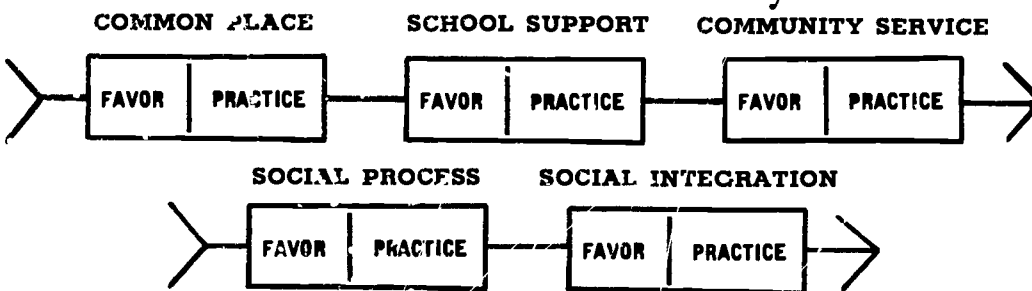 COMMON PLACE SCHOOL SUPPORT COMMUNITY SERVICE
FAVOR PRACTICE FAVOR PRACTICE FAVOR PRACTICE
SOCIAL PROCESS SOCIAL INTEGRATION
FAVOR PRACTICE FAVOR PRACTICE